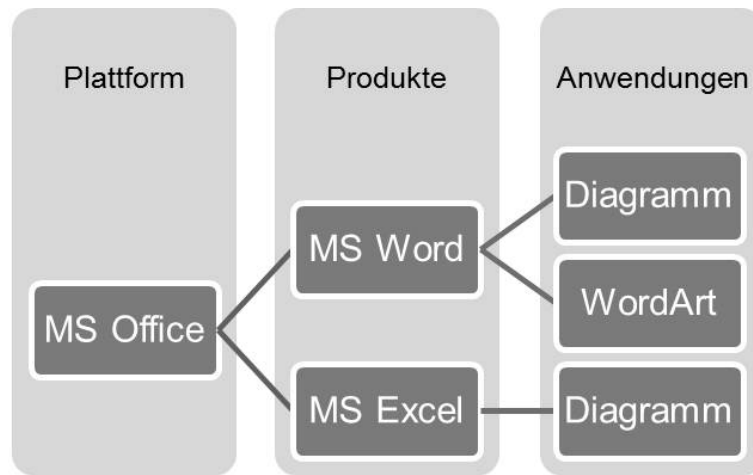 Plattform
Produkte
Anwendungen
MS Office
MS Word
MS Excel
Diagramm
WordArt
Diagramm